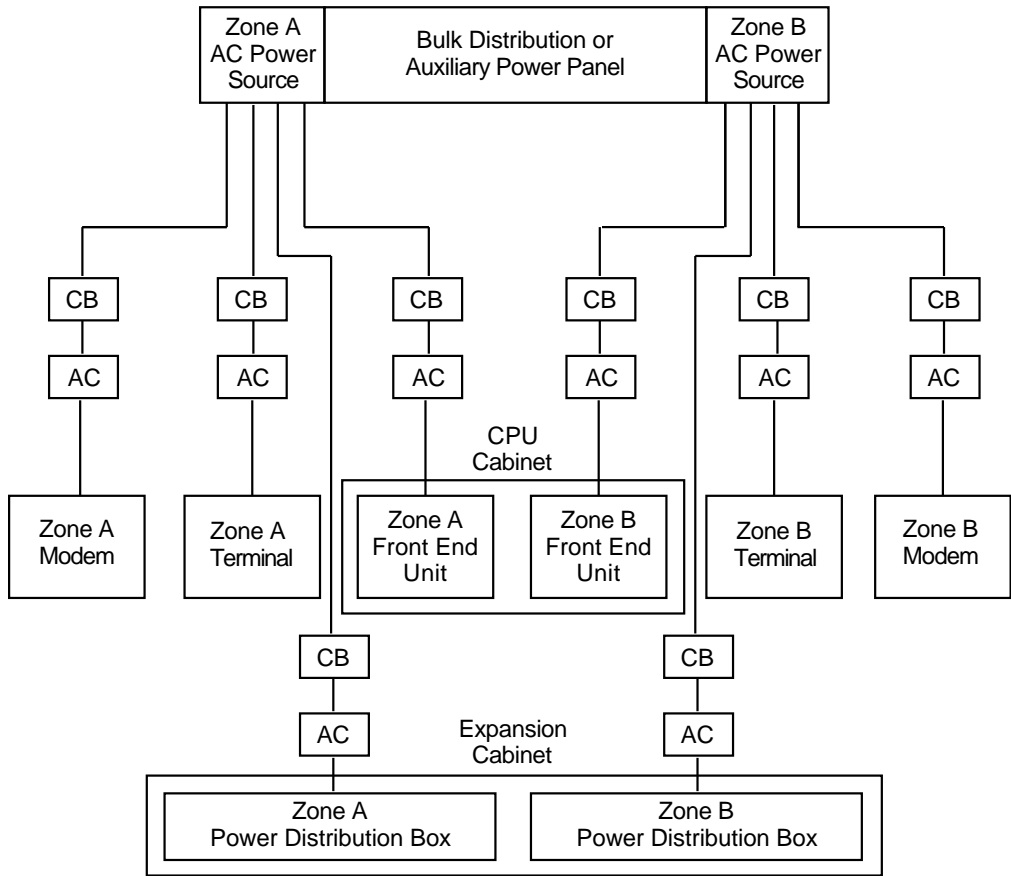 Zone A
AC Power
Source
Bulk Distribution or
Auxiliary Power Panel
Zone B
AC Power
Source
CB
CB
CB
CB
CB
CB
AC
AC
AC
AC
AC
AC
CPU
Cabinet
Zone A
Modem
Zone A
Terminal
Zone A
Front End
Unit
Zone B
Front End
Unit
Zone B
Terminal
Zone B
Modem
CB
CB
AC
AC
Expansion
Cabinet
Zone A
Power Distribution Box
Zone B
Power Distribution Box